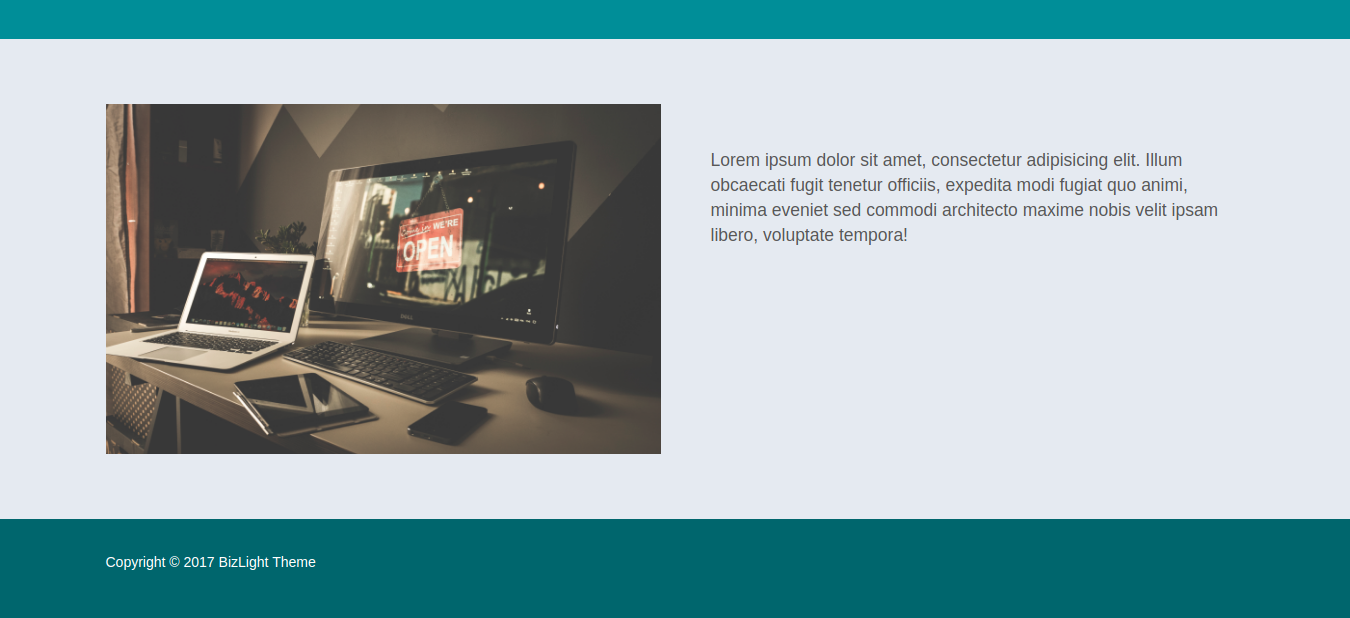 Come in WE'RE
OPEN
DELL
Lorem ipsum dolor sit amet, consectetur adipisicing elit. Illum
obcaecati fugit tenetur officiis, expedita modi fugiat quo animi,
minima eveniet sed commodi architecto maxime nobis velit ipsam
libero, voluptate tempora!
Copyright © 2017 BizLight Theme